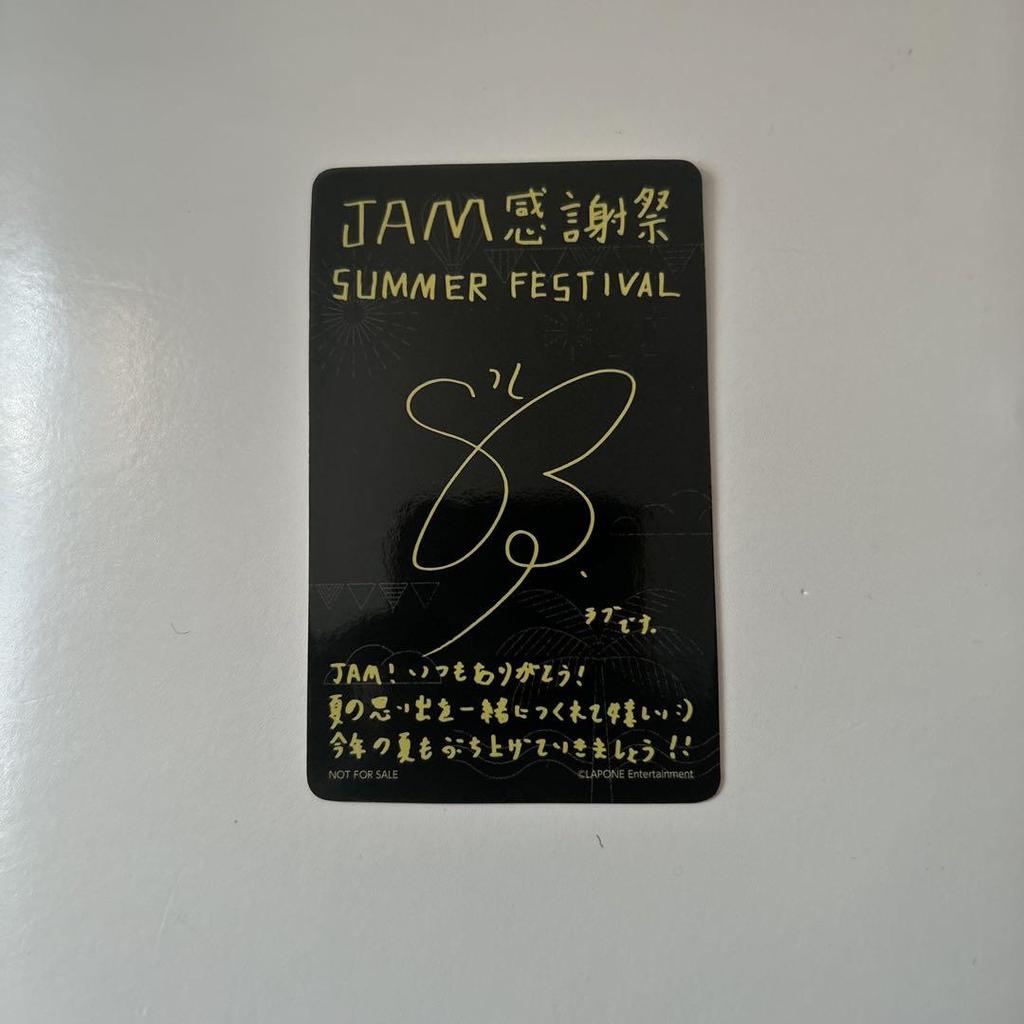 JAM感謝祭
SUMMER FESTIVAL
ラブです。
JAM! いつもありがとう!
夏の思い出を一緒につくれて嬉しい:)
今年の夏もぶち上げていきましょう!!
NOT FOR SALE
©LAPONE Entertainment